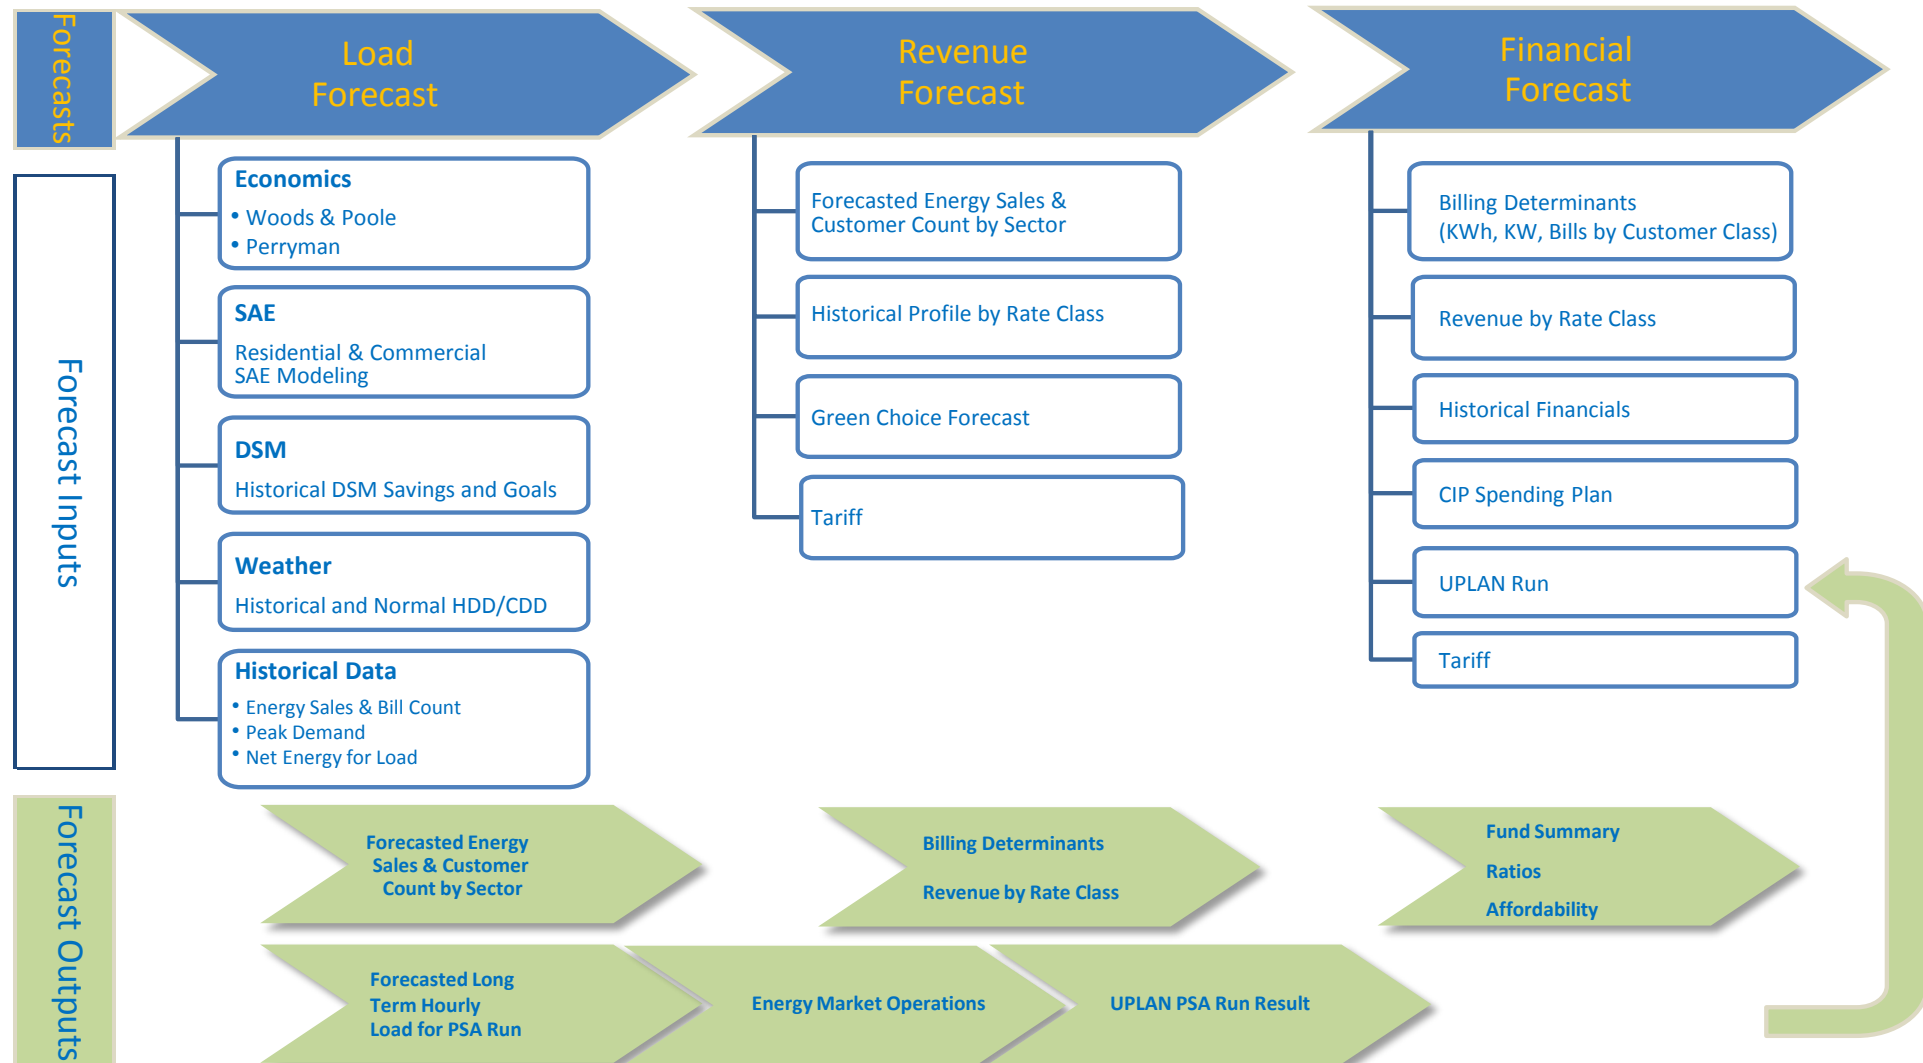 Forecasts
Load
Forecast
Revenue
Forecast
Financial
Forecast
Forecast Inputs
Economics
• Woods & Poole
• Perryman
SAE
Residential & Commercial
SAE Modeling
DSM
Historical DSM Savings and Goals
Weather
Historical and Normal HDD/CDD
Historical Data
• Energy Sales & Bill Count
• Peak Demand
• Net Energy for Load
Forecasted Energy Sales &
Customer Count by Sector
Historical Profile by Rate Class
Green Choice Forecast
Tariff
Billing Determinants
(KWh, KW, Bills by Customer Class)
Revenue by Rate Class
Historical Financials
CIP Spending Plan
UPLAN Run
Tariff
Forecast Outputs
Forecasted Energy
Sales & Customer
Count by Sector
Billing Determinants
Revenue by Rate Class
Fund Summary
Ratios
Affordability
Forecasted Long
Term Hourly
Load for PSA Run
Energy Market Operations
UPLAN PSA Run Result